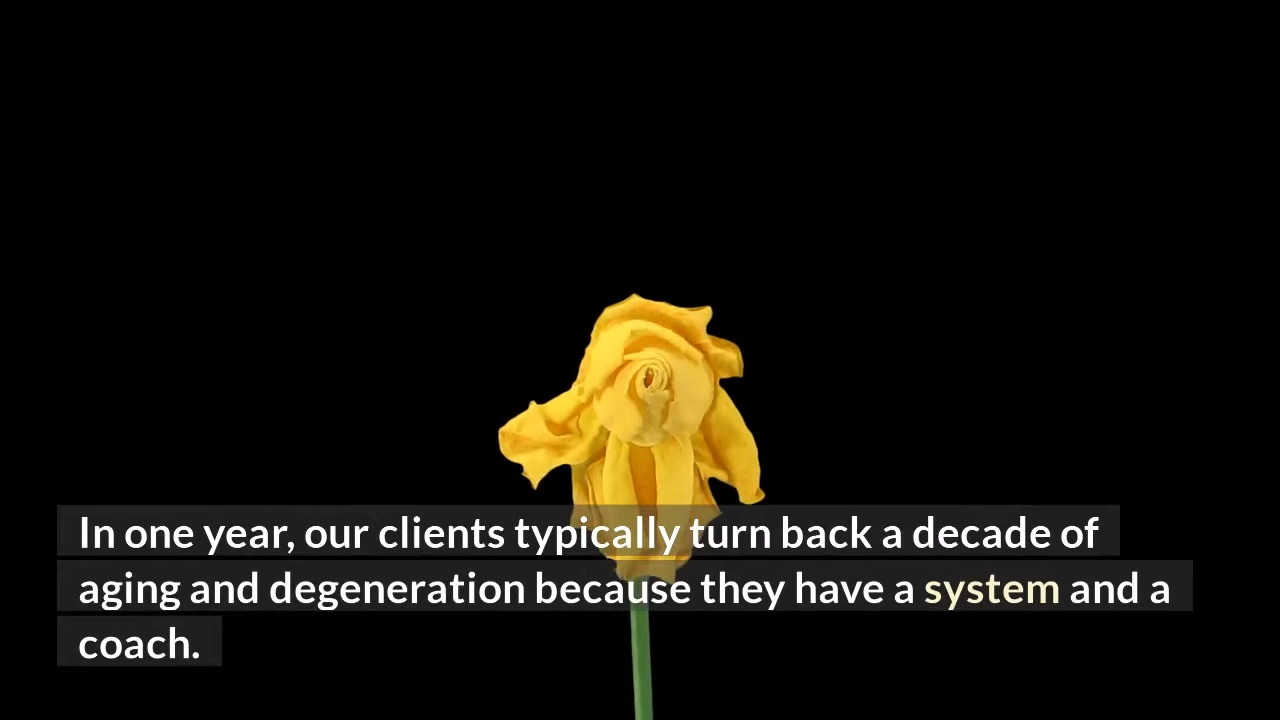 In one year, our clients typically turn back a decade of
aging and degeneration because they have a system and a
coach.